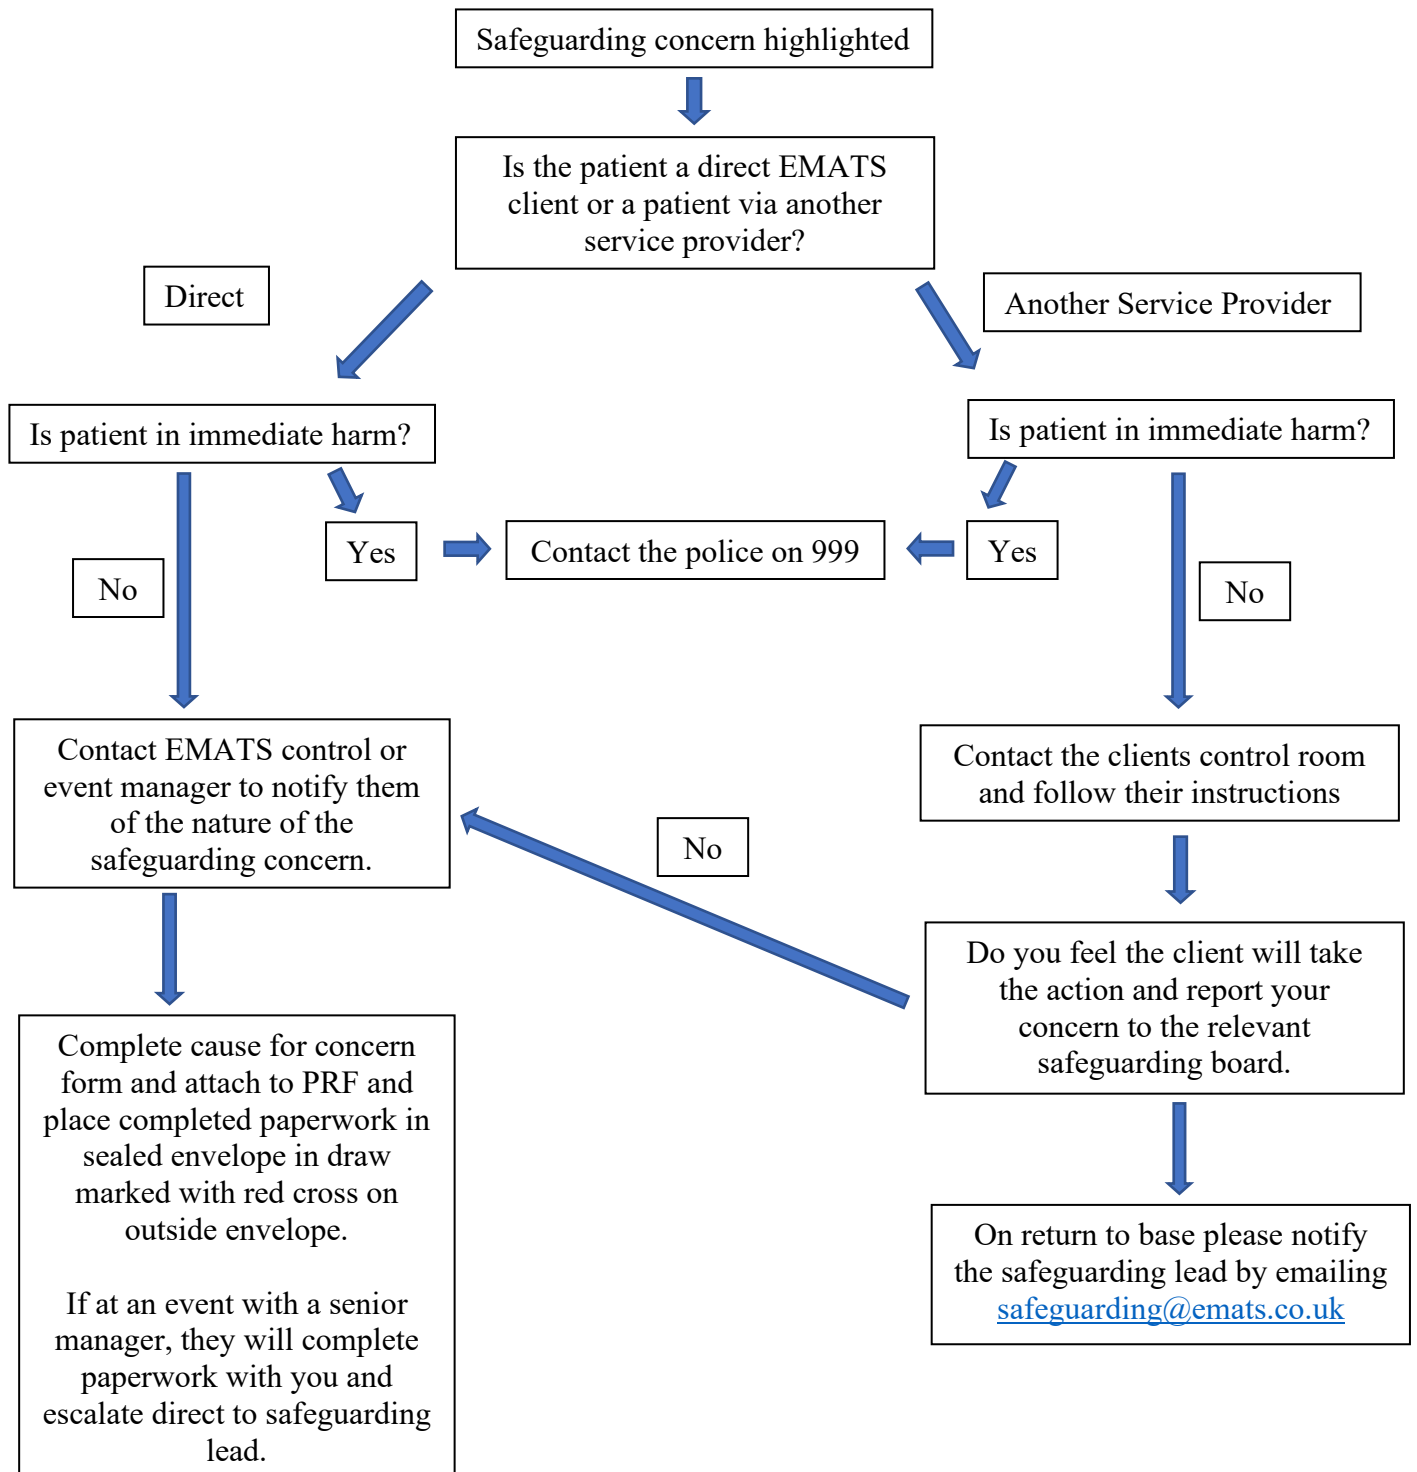 Safeguarding concern highlighted
Is the patient a direct EMATS
client or a patient via another
service provider?
Direct
Another Service Provider
Is patient in immediate harm?
Is patient in immediate harm?
Yes
Contact the police on 999
Yes
No
No
Contact EMATS control or
event manager to notify them
of the nature of the
safeguarding concern.
Contact the clients control room
and follow their instructions
No
Do you feel the client will take
the action and report your
concern to the relevant
safeguarding board.
Complete cause for concern
form and attach to PRF and
place completed paperwork in
sealed envelope in draw
marked with red cross on
outside envelope.
If at an event with a senior
manager, they will complete
paperwork with you and
escalate direct to safeguarding
lead.
On return to base please notify
the safeguarding lead by emailing
safeguarding@emats.co.uk